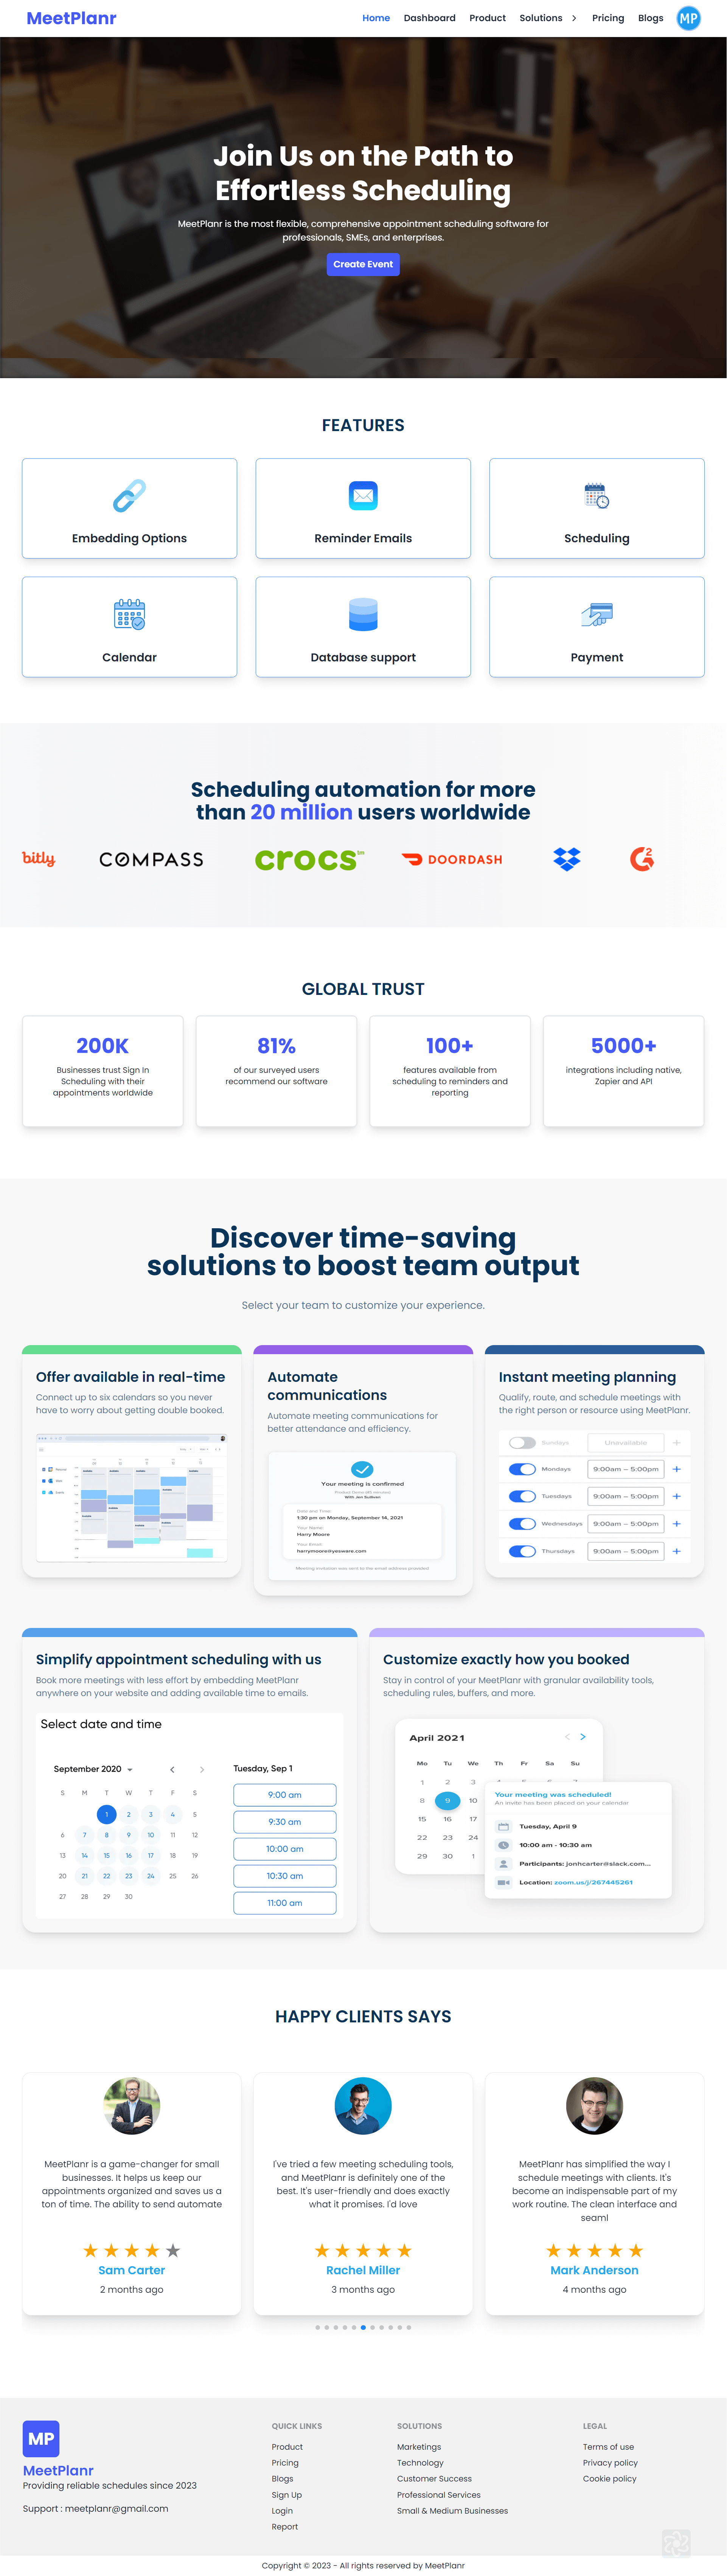 MeetPlanr
Home Dashboard Product Solutions Pricing Blogs MP
Join Us on the Path to
Effortless Scheduling
MeetPlanr is the most flexible, comprehensive appointment scheduling software for
professionals, SMEs, and enterprises.
Create Event
FEATURES
Embedding Options
Reminder Emails
Scheduling
Calendar
Database support
Payment
Scheduling automation for more
than 20 million users worldwide
bitly COMPASS crocs™ DOORDASH G2
GLOBAL TRUST
200K
Businesses trust Sign In
Scheduling with their
appointments worldwide
81%
of our surveyed users
recommend our software
100+
features available from
scheduling to reminders and
reporting
5000+
integrations including native,
Zapier and API
Discover time-saving
solutions to boost team output
Select your team to customize your experience.
Offer available in real-time
Connect up to six calendars so you never
have to worry about getting double booked.
Automate
communications
Automate meeting communications for
better attendance and efficiency.
Your meeting is confirmed
With Jon Sullivan
Date and Time:
1:30 pm on Monday, September 14, 2021
Your Name:
Harry Moore
Your Email:
harrymoore@yesware.com
Meeting invitation was sent to the email address provided
Instant meeting planning
Qualify, route, and schedule meetings with
the right person or resource using MeetPlanr.
Sundays Unavailable +
Mondays 9:00am – 5:00pm +
Tuesdays 9:00am – 5:00pm +
Wednesdays 9:00am – 5:00pm +
Thursdays 9:00am – 5:00pm +
Simplify appointment scheduling with us
Book more meetings with less effort by embedding MeetPlanr
anywhere on your website and adding available time to emails.
Select date and time
September 2020
S M T W T F S
1 2 3 4 5
6 7 8 9 10 11 12
13 14 15 16 17 18 19
20 21 22 23 24 25 26
27 28 29 30
Tuesday, Sep 1
9:00 am
9:30 am
10:00 am
10:30 am
11:00 am
Customize exactly how you booked
Stay in control of your MeetPlanr with granular availability tools,
scheduling rules, buffers, and more.
April 2021
Mo Tu We Th Fr Sa Su
1 2 3 4 5 6 7
8 9 10
15 16 17
22 23 24
29 30 1
Your meeting was scheduled!
An invite has been placed on your calendar
Tuesday, April 9
10:00 am - 10:30 am
Participants: jonhcarter@slack.com...
Location: zoom.us/j/267445261
HAPPY CLIENTS SAYS
MeetPlanr is a game-changer for small
businesses. It helps us keep our
appointments organized and saves us a
ton of time. The ability to send automate
Sam Carter
2 months ago
I've tried a few meeting scheduling tools,
and MeetPlanr is definitely one of the
best. It's user-friendly and does exactly
what it promises. I'd love
Rachel Miller
3 months ago
MeetPlanr has simplified the way I
schedule meetings with clients. It's
become an indispensable part of my
work routine. The clean interface and
seaml
Mark Anderson
4 months ago
MP
MeetPlanr
Providing reliable schedules since 2023
Support : meetplanr@gmail.com
QUICK LINKS
Product
Pricing
Blogs
Sign Up
Login
Report
SOLUTIONS
Marketings
Technology
Customer Success
Professional Services
Small & Medium Businesses
LEGAL
Terms of use
Privacy policy
Cookie policy
Copyright © 2023 - All rights reserved by MeetPlanr